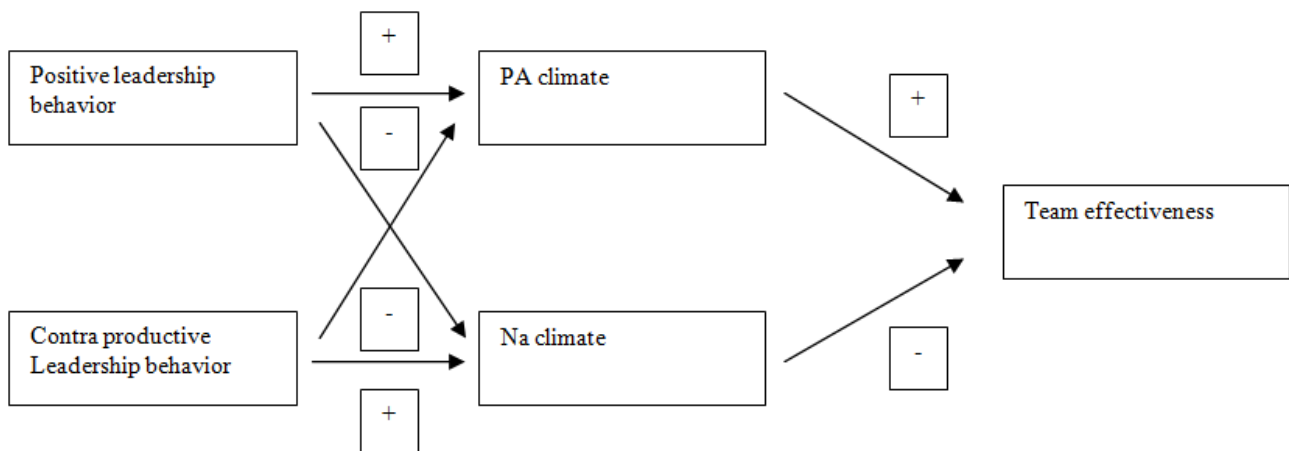 +
Positive leadership
behavior
PA climate
+
-
Team effectiveness
-
Contra productive
Leadership behavior
Na climate
-
+